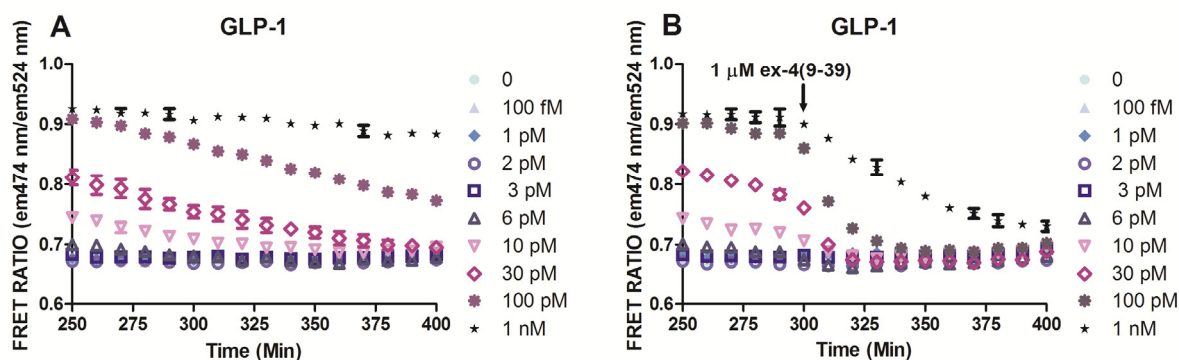 A
GLP-1
FRET RATIO (em474 nm/em524 nm)
1.0
0.9
0.8
0.7
0.6
250
275
300
325
350
375
400
Time (Min)
0
100 fM
1 pM
2 pM
3 pM
6 pM
10 pM
30 pM
100 pM
1 nM
B
GLP-1
FRET RATIO (em474 nm/em524 nm)
1.0
0.9
0.8
0.7
0.6
1 µM ex-4(9-39)
250
275
300
325
350
375
400
Time (Min)
0
100 fM
1 pM
2 pM
3 pM
6 pM
10 pM
30 pM
100 pM
1 nM